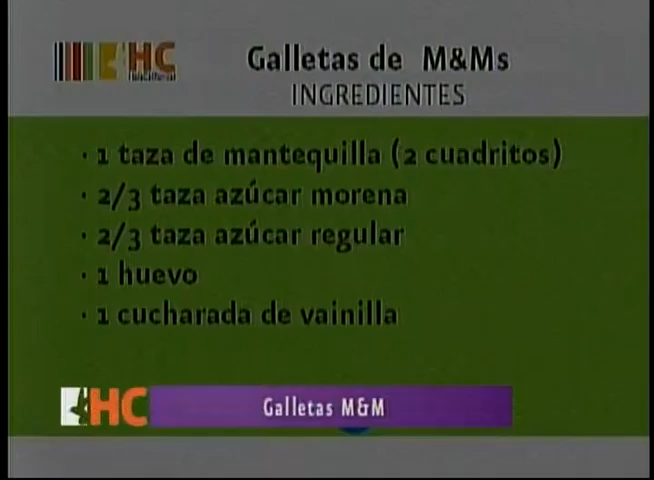 HC
Galletas de M&Ms
INGREDIENTES
· 1 taza de mantequilla (2 cuadritos)
· 2/3 taza azúcar morena
· 2/3 taza azúcar regular
· 1 huevo
· 1 cucharada de vainilla
HC
Galletas M&M